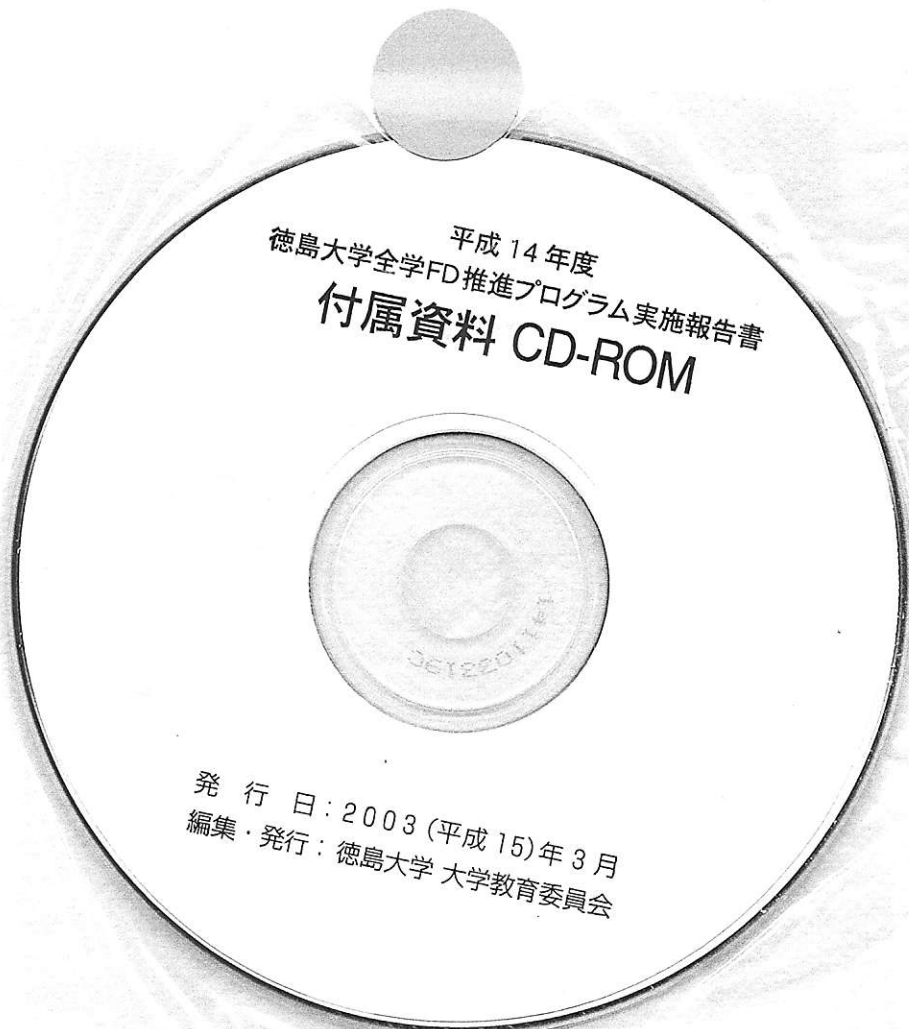 平成 14 年度
徳島大学全学FD推進プログラム実施報告書
付属資料 CD-ROM
発 行 日:2003(平成 15)年 3 月
編集・発行:徳島大学 大学教育委員会